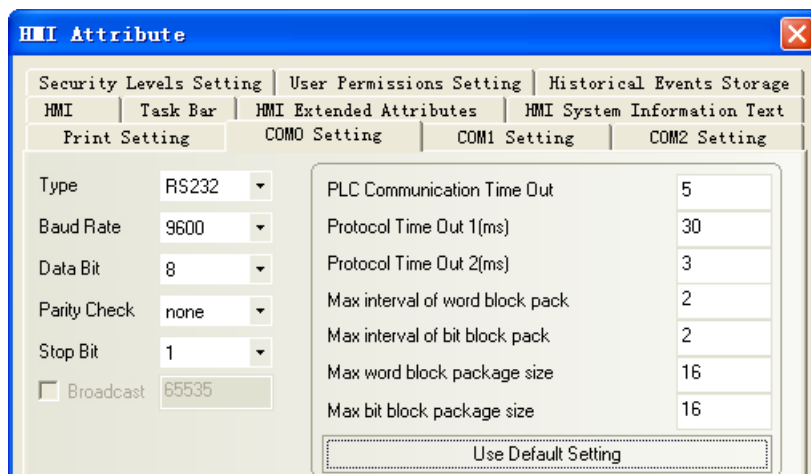 HMI Attribute
Security Levels Setting User Permissions Setting Historical Events Storage
HMI Task Bar HMI Extended Attributes HMI System Information Text
Print Setting COM0 Setting COM1 Setting COM2 Setting
Type RS232
Baud Rate 9600
Data Bit 8
Parity Check none
Stop Bit 1
Broadcast 65535
PLC Communication Time Out 5
Protocol Time Out 1(ms) 30
Protocol Time Out 2(ms) 3
Max interval of word block pack 2
Max interval of bit block pack 2
Max word block package size 16
Max bit block package size 16
Use Default Setting